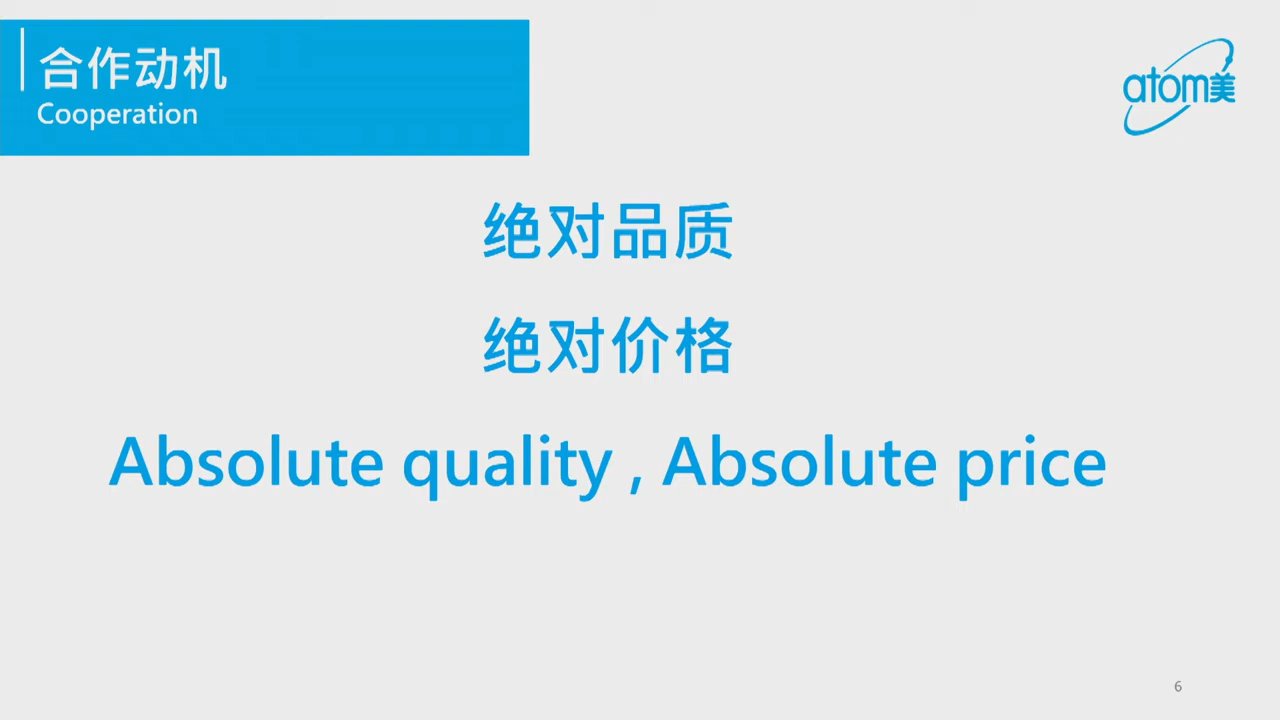 合作动机
Cooperation
atom美
绝对品质
绝对价格
Absolute quality , Absolute price
6